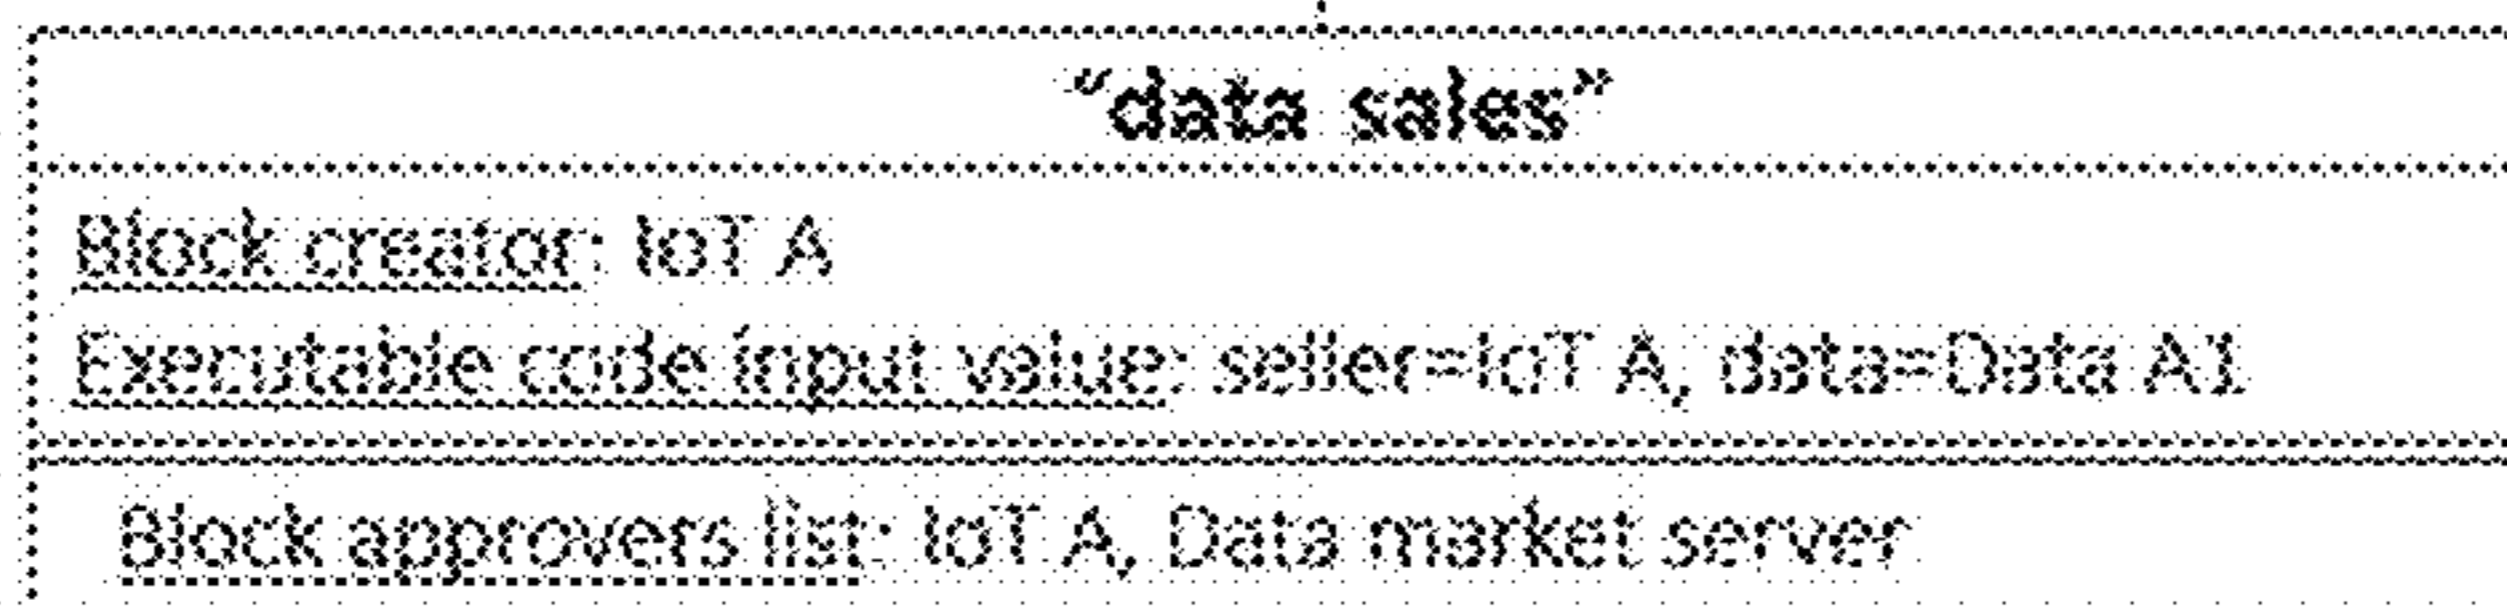 “data sales”
Block creator: IoT A
Executable code input value: seller=IoT A, data=Data A1
Block approvers list: IoT A, Data market server